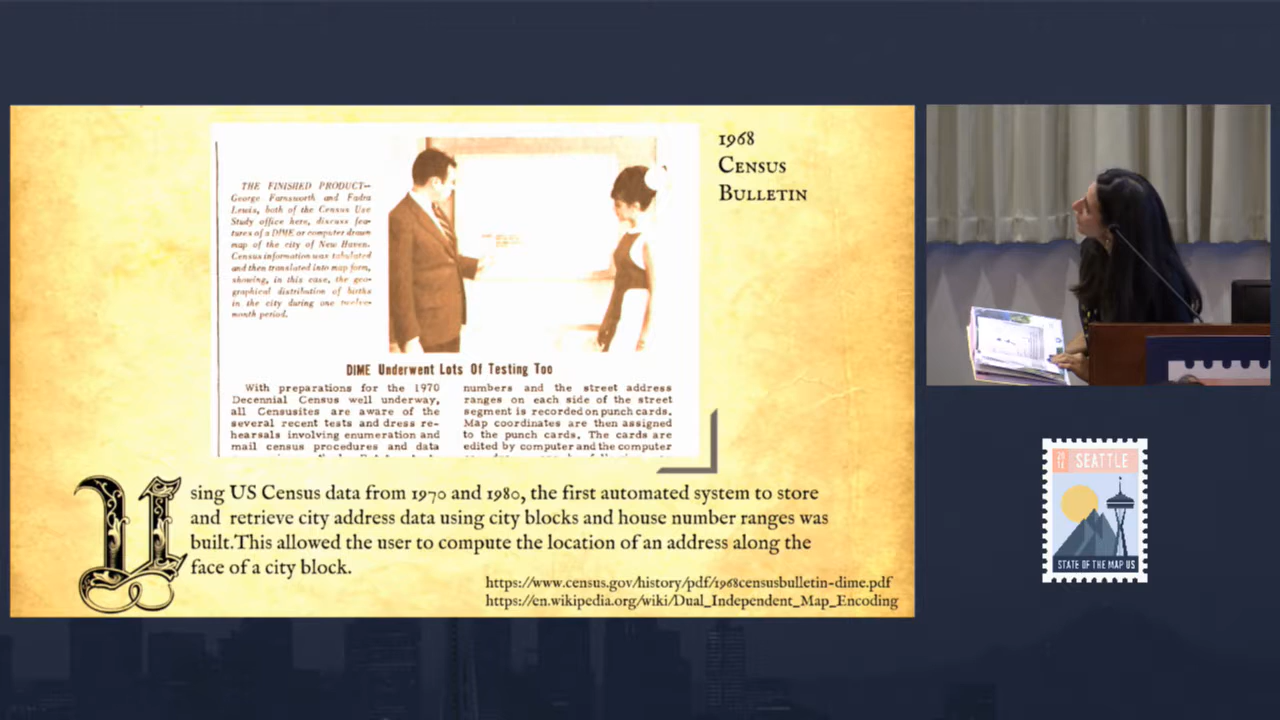 1968
CENSUS
BULLETIN
THE FINISHED PRODUCT--
George Farnsworth and Fadra
Lewis, both of the Census Use
Study office here, discuss fea-
tures of a DIME or computer drawn
map of the city of New Haven.
Census information was tabulated
and then translated into map form,
showing, in this case, the geo-
graphical distribution of births
in the city during one twelve-
month period.
DIME Underwent Lots Of Testing Too
With preparations for the 1970
Decennial Census well underway,
all Censusites are aware of the
several recent tests and dress re-
hearsals involving enumeration and
mail census procedures and data
numbers and the street address
ranges on each side of the street
segment is recorded on punch cards.
Map coordinates are then assigned
to the punch cards. The cards are
edited by computer and the computer
Using US Census data from 1970 and 1980, the first automated system to store
and retrieve city address data using city blocks and house number ranges was
built.This allowed the user to compute the location of an address along the
face of a city block.
https://www.census.gov/history/pdf/1968censusbulletin-dime.pdf
https://en.wikipedia.org/wiki/Dual_Independent_Map_Encoding
SEATTLE
STATE OF THE MAP US